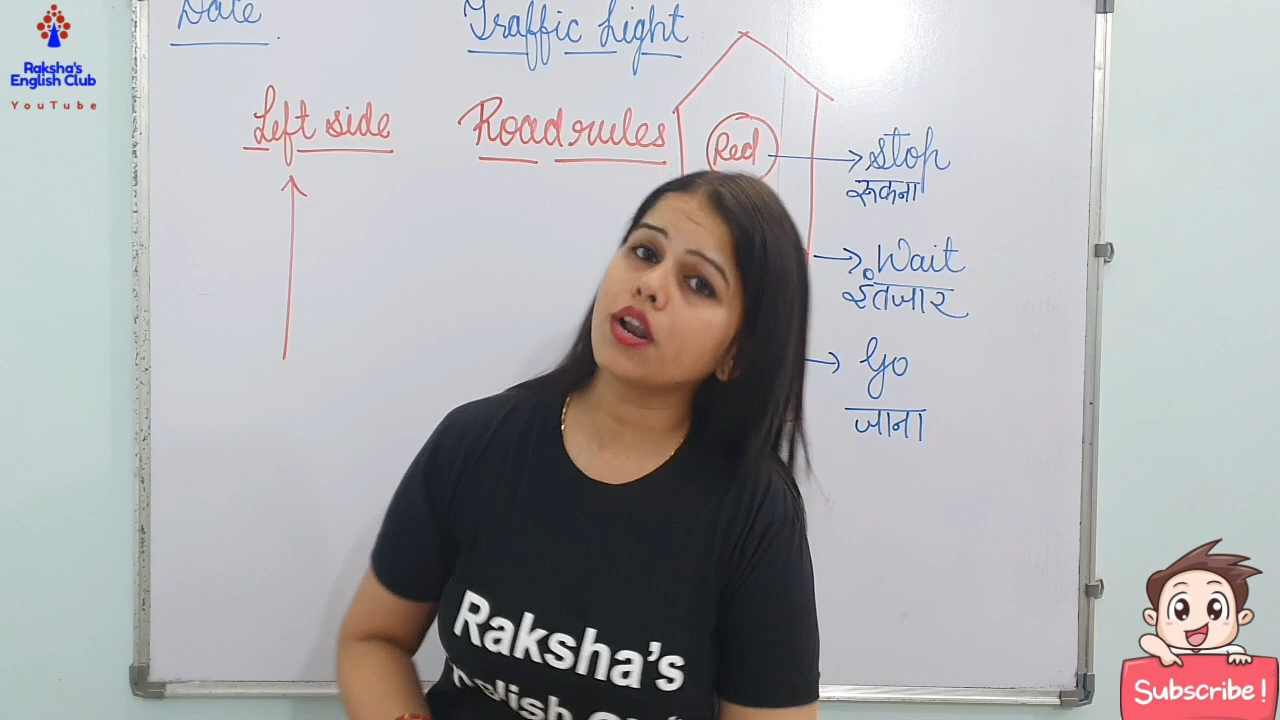 Raksha's
English Club
YouTube
Date
Traffic Light
Left side
Road rules
Red
Stop
रूकना
Wait
इंतजार
Go
जाना
Raksha's
Subscribe!